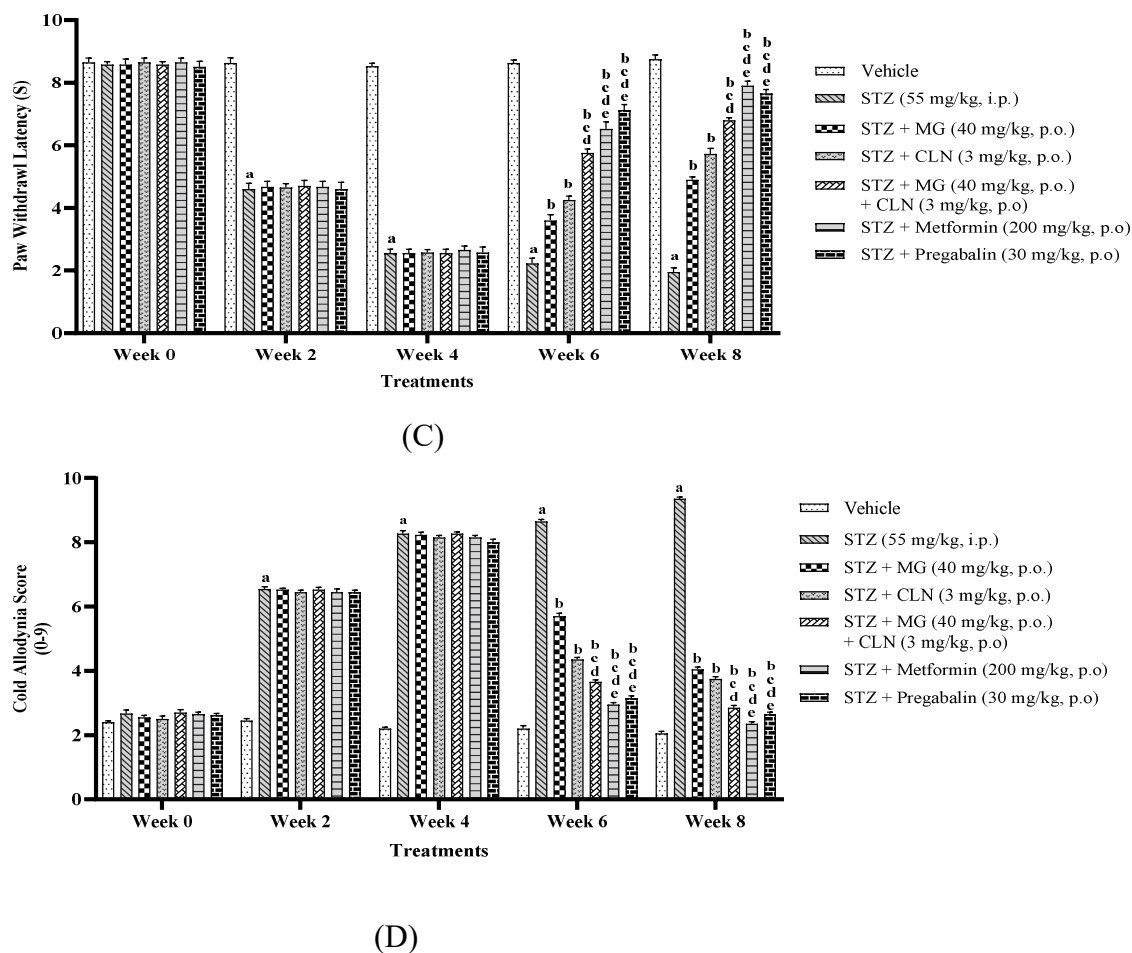 10
8
6
4
2
0
Paw Withdrawl Latency (S)
a
a
a
b
b
b
c
d
b
c
d
e
b
c
d
e
a
b
b
b
c
d
b
c
d
e
b
c
d
e
Week 0
Week 2
Week 4
Week 6
Week 8
Treatments
Vehicle
STZ (55 mg/kg, i.p.)
STZ + MG (40 mg/kg, p.o.)
STZ + CLN (3 mg/kg, p.o.)
STZ + MG (40 mg/kg, p.o.)
+ CLN (3 mg/kg, p.o)
STZ + Metformin (200 mg/kg, p.o)
STZ + Pregabalin (30 mg/kg, p.o)
(C)
10
8
6
4
2
0
Cold Allodynia Score
(0-9)
a
a
a
b
b
b
c
d
b
c
d
e
b
c
d
e
a
b
b
b
c
d
b
c
d
e
b
c
d
e
Week 0
Week 2
Week 4
Week 6
Week 8
Treatments
Vehicle
STZ (55 mg/kg, i.p.)
STZ + MG (40 mg/kg, p.o.)
STZ + CLN (3 mg/kg, p.o.)
STZ + MG (40 mg/kg, p.o.)
+ CLN (3 mg/kg, p.o)
STZ + Metformin (200 mg/kg, p.o)
STZ + Pregabalin (30 mg/kg, p.o)
(D)